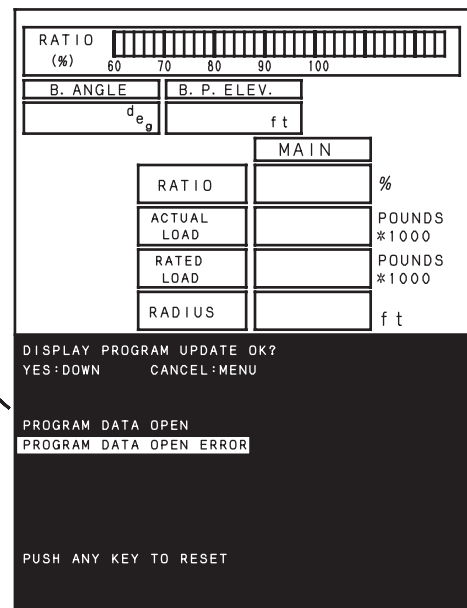 RATIO
(%)
60 70 80 90 100
B. ANGLE B. P. ELEV.
deg ft
MAIN
RATIO %
ACTUAL LOAD POUNDS *1000
RATED LOAD POUNDS *1000
RADIUS ft
DISPLAY PROGRAM UPDATE OK?
YES:DOWN CANCEL:MENU
PROGRAM DATA OPEN
PROGRAM DATA OPEN ERROR
PUSH ANY KEY TO RESET